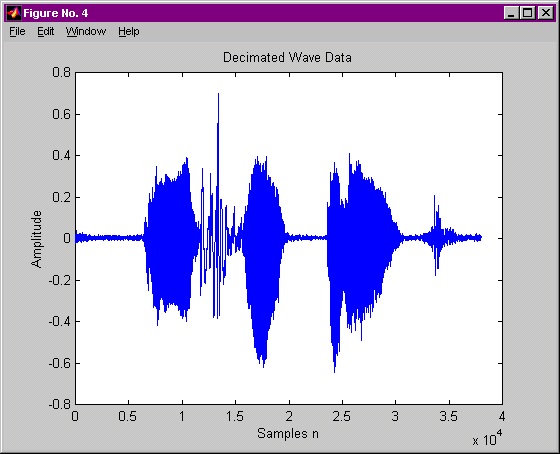 Figure No. 4
File Edit Window Help
Decimated Wave Data
0.8
0.6
0.4
0.2
0
-0.2
-0.4
-0.6
-0.8
Amplitude
0 0.5 1 1.5 2 2.5 3 3.5 4
Samples n
x 10^4